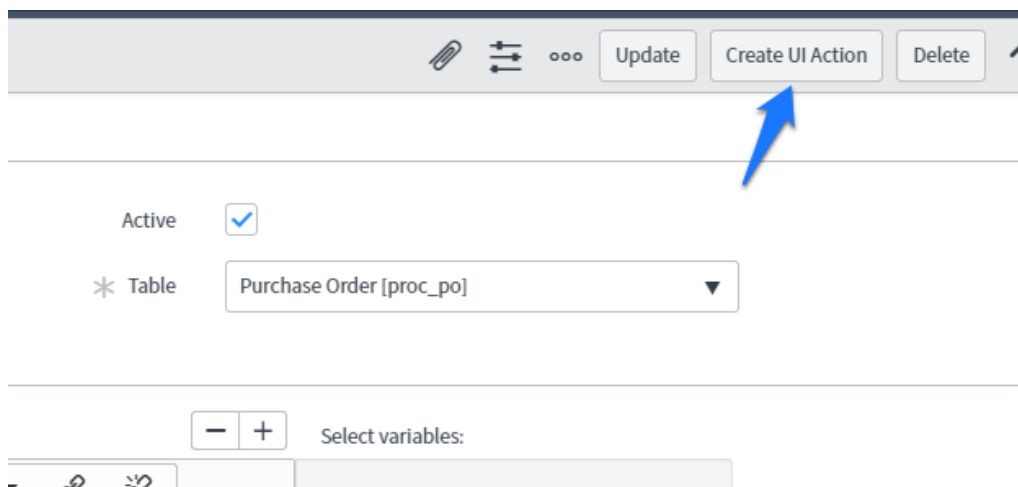 Update Create UI Action Delete
Active
Table Purchase Order [proc_po]
Select variables: